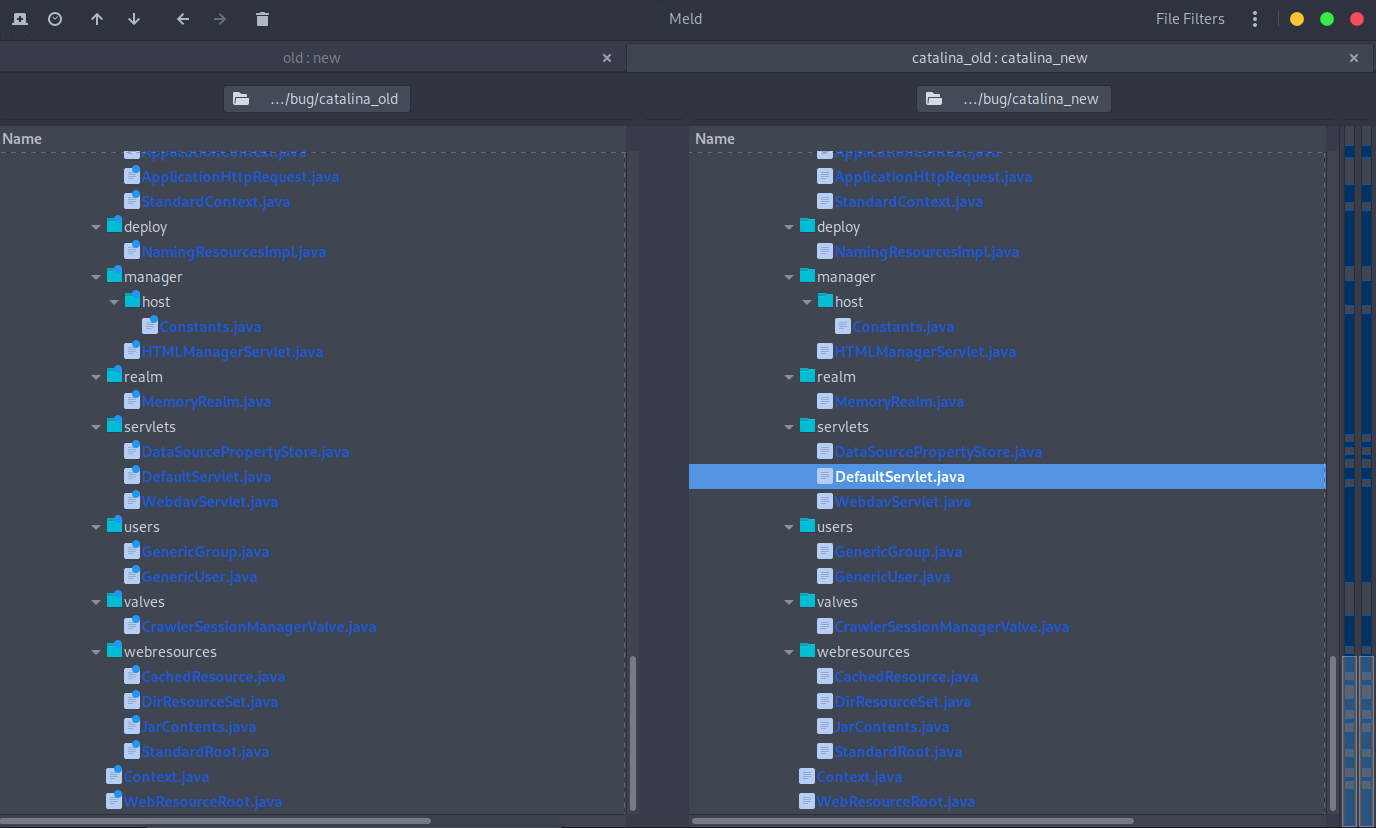 Meld
File Filters
old : new
catalina_old : catalina_new
.../bug/catalina_old
.../bug/catalina_new
Name
ApplicationContext.java
ApplicationHttpRequest.java
StandardContext.java
deploy
NamingResourcesImpl.java
manager
host
Constants.java
HTMLManagerServlet.java
realm
MemoryRealm.java
servlets
DataSourcePropertyStore.java
DefaultServlet.java
WebdavServlet.java
users
GenericGroup.java
GenericUser.java
valves
CrawlerSessionManagerValve.java
webresources
CachedResource.java
DirResourceSet.java
JarContents.java
StandardRoot.java
Context.java
WebResourceRoot.java
Name
ApplicationContext.java
ApplicationHttpRequest.java
StandardContext.java
deploy
NamingResourcesImpl.java
manager
host
Constants.java
HTMLManagerServlet.java
realm
MemoryRealm.java
servlets
DataSourcePropertyStore.java
DefaultServlet.java
WebdavServlet.java
users
GenericGroup.java
GenericUser.java
valves
CrawlerSessionManagerValve.java
webresources
CachedResource.java
DirResourceSet.java
JarContents.java
StandardRoot.java
Context.java
WebResourceRoot.java